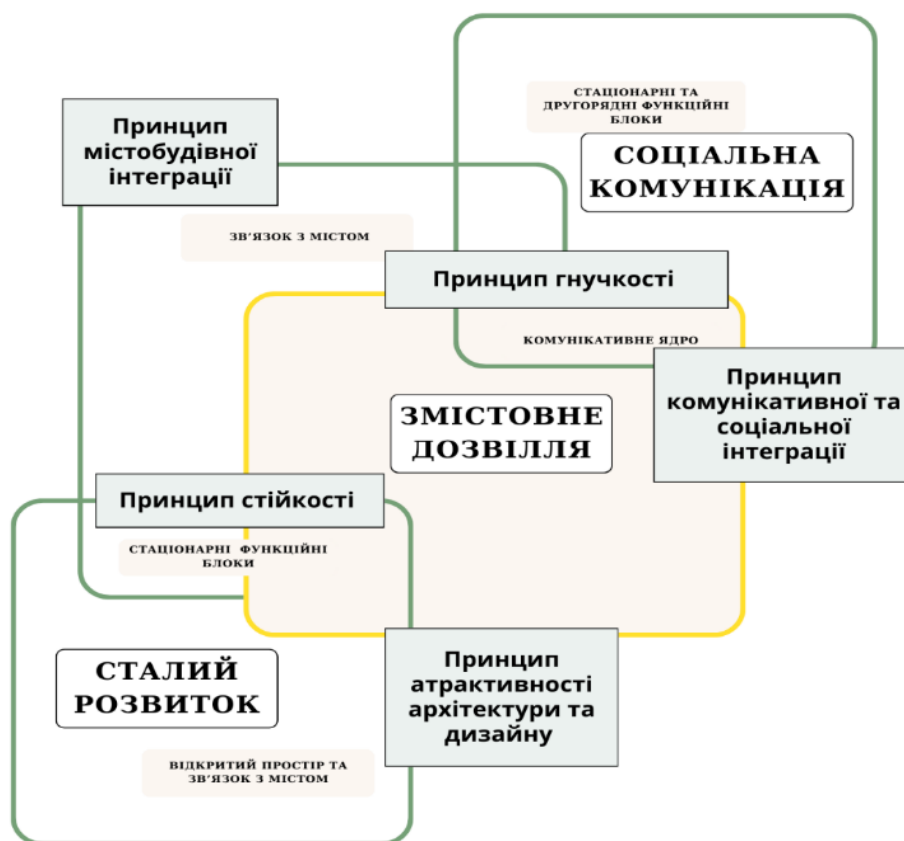 СТАЦІОНАРНІ ТА
ДРУГОРЯДНІ ФУНКЦІЙНІ
БЛОКИ
Принцип
містобудівної
інтеграції
СОЦІАЛЬНА
КОМУНІКАЦІЯ
ЗВ'ЯЗОК З МІСТОМ
Принцип гнучкості
КОМУНІКАТИВНЕ ЯДРО
Принцип
комунікативної та
соціальної
інтеграції
ЗМІСТОВНЕ
ДОЗВІЛЛЯ
Принцип стійкості
СТАЦІОНАРНІ ФУНКЦІЙНІ
БЛОКИ
СТАЛИЙ
РОЗВИТОК
Принцип
атрактивності
архітектури та
дизайну
ВІДКРИТИЙ ПРОСТІР ТА
ЗВ'ЯЗОК З МІСТОМ